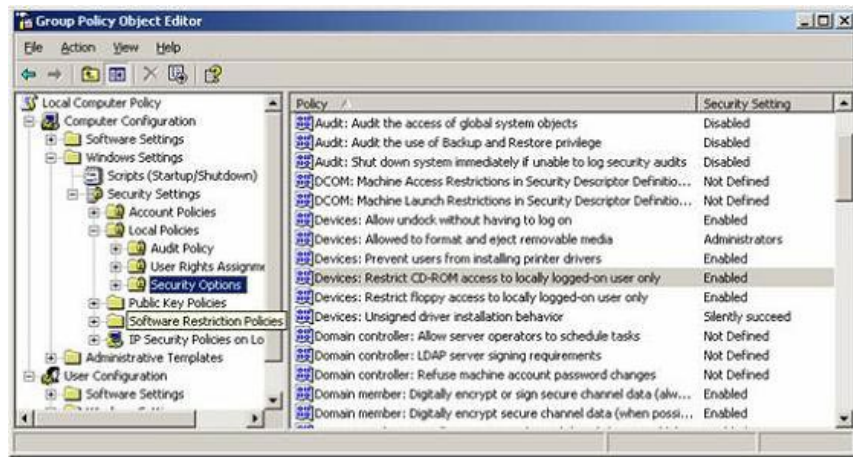 Group Policy Object Editor
File Action View Help
Local Computer Policy
Computer Configuration
Software Settings
Windows Settings
Scripts (Startup/Shutdown)
Security Settings
Account Policies
Local Policies
Audit Policy
User Rights Assignme
Security Options
Public Key Policies
Software Restriction Policies
IP Security Policies on Lo
Administrative Templates
User Configuration
Software Settings
Policy Security Setting
Audit: Audit the access of global system objects Disabled
Audit: Audit the use of Backup and Restore privilege Disabled
Audit: Shut down system immediately if unable to log security audits Disabled
DCOM: Machine Access Restrictions in Security Descriptor Definitio... Not Defined
DCOM: Machine Launch Restrictions in Security Descriptor Definitio... Not Defined
Devices: Allow undock without having to log on Enabled
Devices: Allowed to format and eject removable media Administrators
Devices: Prevent users from installing printer drivers Enabled
Devices: Restrict CD-ROM access to locally logged-on user only Enabled
Devices: Restrict floppy access to locally logged-on user only Enabled
Devices: Unsigned driver installation behavior Silently succeed
Domain controller: Allow server operators to schedule tasks Not Defined
Domain controller: LDAP server signing requirements Not Defined
Domain controller: Refuse machine account password changes Not Defined
Domain member: Digitally encrypt or sign secure channel data (alw... Enabled
Domain member: Digitally encrypt secure channel data (when possi... Enabled